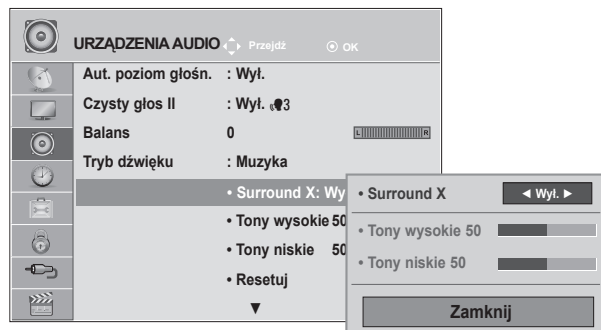 URZĄDZENIA AUDIO Przejdź OK
Aut. poziom głośn. : Wył.
Czysty głos II : Wył. 3
Balans 0 L R
Tryb dźwięku : Muzyka
• Surround X: Wy
• Tony wysokie 50
• Tony niskie 50
• Resetuj
▼
• Surround X ◄ Wył. ►
• Tony wysokie 50
• Tony niskie 50
Zamknij